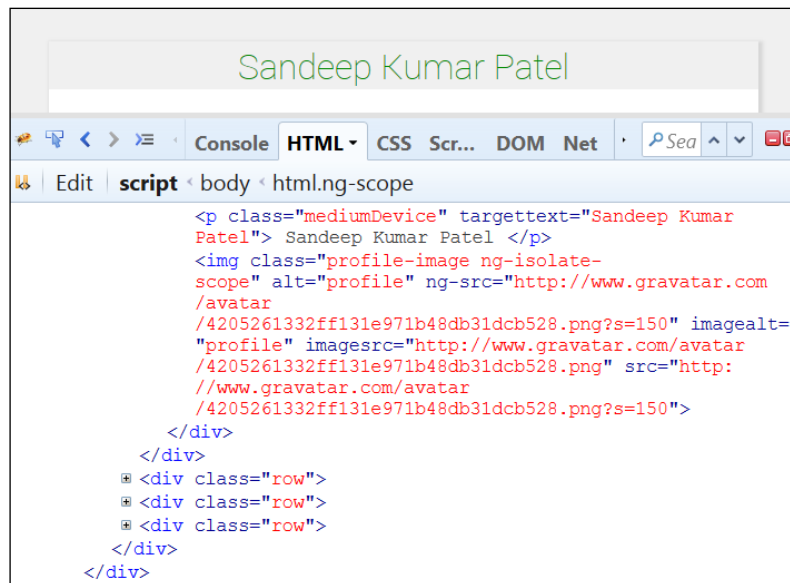 Sandeep Kumar Patel
Console HTML CSS Scr... DOM Net Sea
Edit script < body < html.ng-scope
<p class="mediumDevice" targettext="Sandeep Kumar
Patel"> Sandeep Kumar Patel </p>
<img class="profile-image ng-isolate-
scope" alt="profile" ng-src="http://www.gravatar.com
/avatar
/4205261332ff131e971b48db31dcb528.png?s=150" imagealt=
"profile" imagesrc="http://www.gravatar.com/avatar
/4205261332ff131e971b48db31dcb528.png" src="http:
//www.gravatar.com/avatar
/4205261332ff131e971b48db31dcb528.png?s=150">
</div>
</div>
<div class="row">
<div class="row">
<div class="row">
</div>
</div>